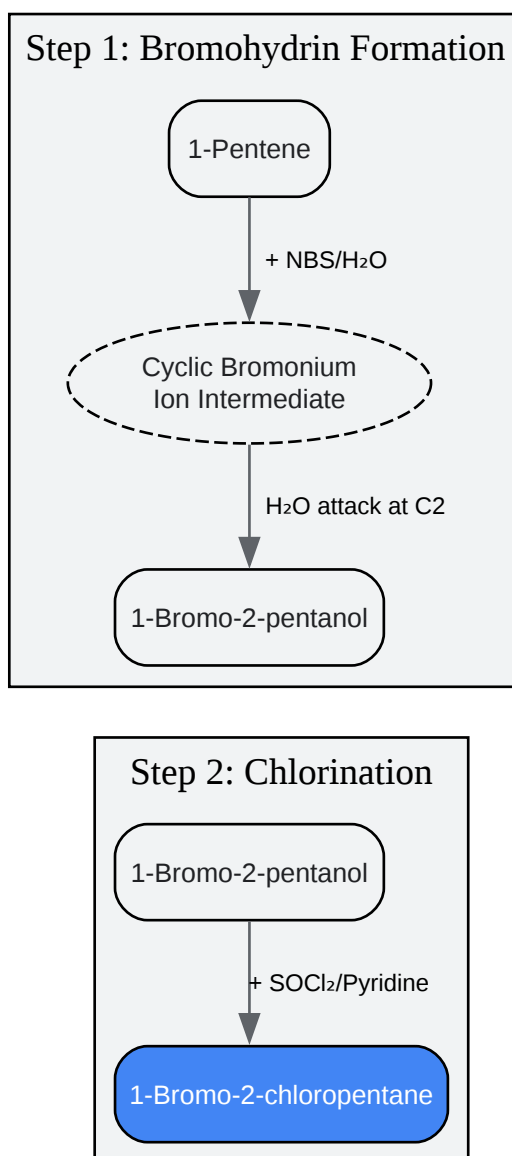 Step 1: Bromohydrin Formation
1-Pentene
+ NBS/H₂O
Cyclic Bromonium
Ion Intermediate
H₂O attack at C2
1-Bromo-2-pentanol
Step 2: Chlorination
1-Bromo-2-pentanol
+ SOCl₂/Pyridine
1-Bromo-2-chloropentane